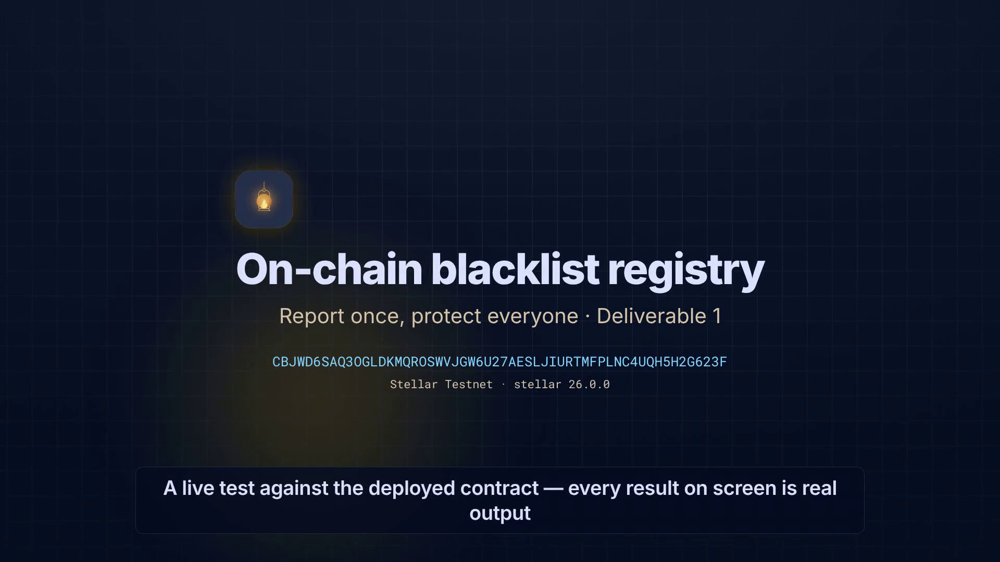 On-chain blacklist registry
Report once, protect everyone · Deliverable 1
CBJWD6SAQ3OGLDKMQROSWVJGW6U27AESLJIURTMFPLNC4UQH5H2G623F
Stellar Testnet · stellar 26.0.0
A live test against the deployed contract — every result on screen is real
output